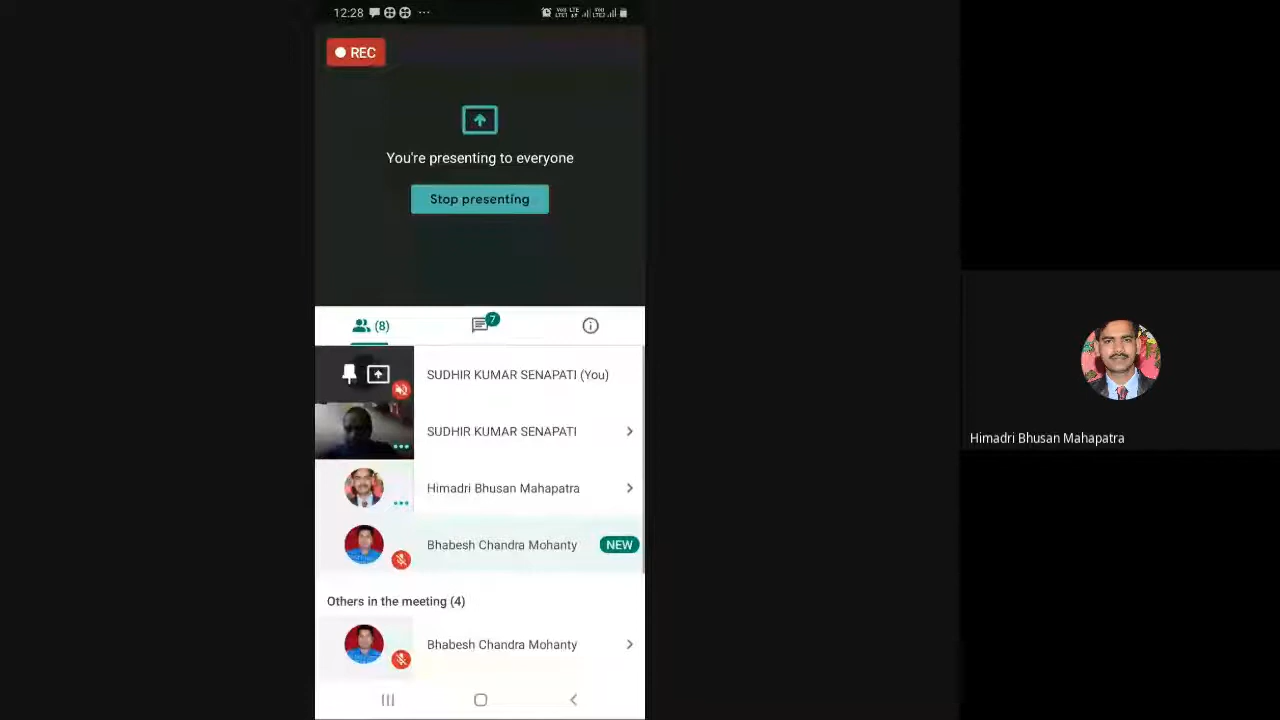 12:28
REC
You're presenting to everyone
Stop presenting
(8)
7
SUDHIR KUMAR SENAPATI (You)
SUDHIR KUMAR SENAPATI
Himadri Bhusan Mahapatra
Himadri Bhusan Mahapatra
Bhabesh Chandra Mohanty
NEW
Others in the meeting (4)
Bhabesh Chandra Mohanty